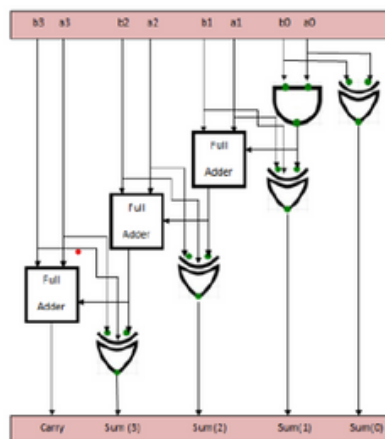 b3 a3 b2 a2 b1 a1 b0 a0
Full
Adder
Full
Adder
Full
Adder
Carry Sum (3) Sum(2) Sum(1) Sum(0)